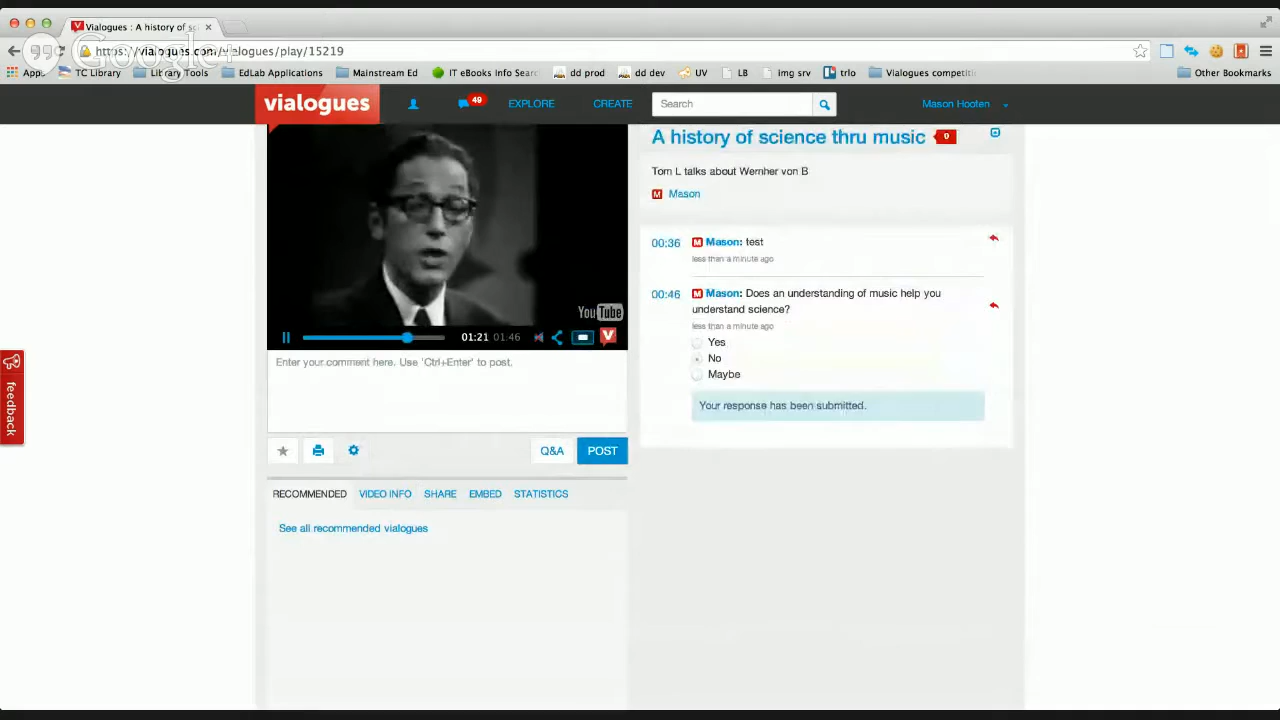 Vialogues : A history of sc
Google+
https://vialogues.com/vialogues/play/15219
Apps TC Library Library Tools EdLab Applications Mainstream Ed IT eBooks Info Search dd prod dd dev UV LB img srv trlo Vialogues competiti Other Bookmarks
vialogues 49 EXPLORE CREATE Search Mason Hooten
A history of science thru music 0
Tom L talks about Wernher von B
M Mason
00:36 M Mason: test
less than a minute ago
00:46 M Mason: Does an understanding of music help you
understand science?
less than a minute ago
Yes
No
Maybe
Your response has been submitted.
YouTube
01:21 01:46 V
Enter your comment here. Use 'Ctrl+Enter' to post.
Q&A POST
RECOMMENDED VIDEO INFO SHARE EMBED STATISTICS
See all recommended vialogues
feedback